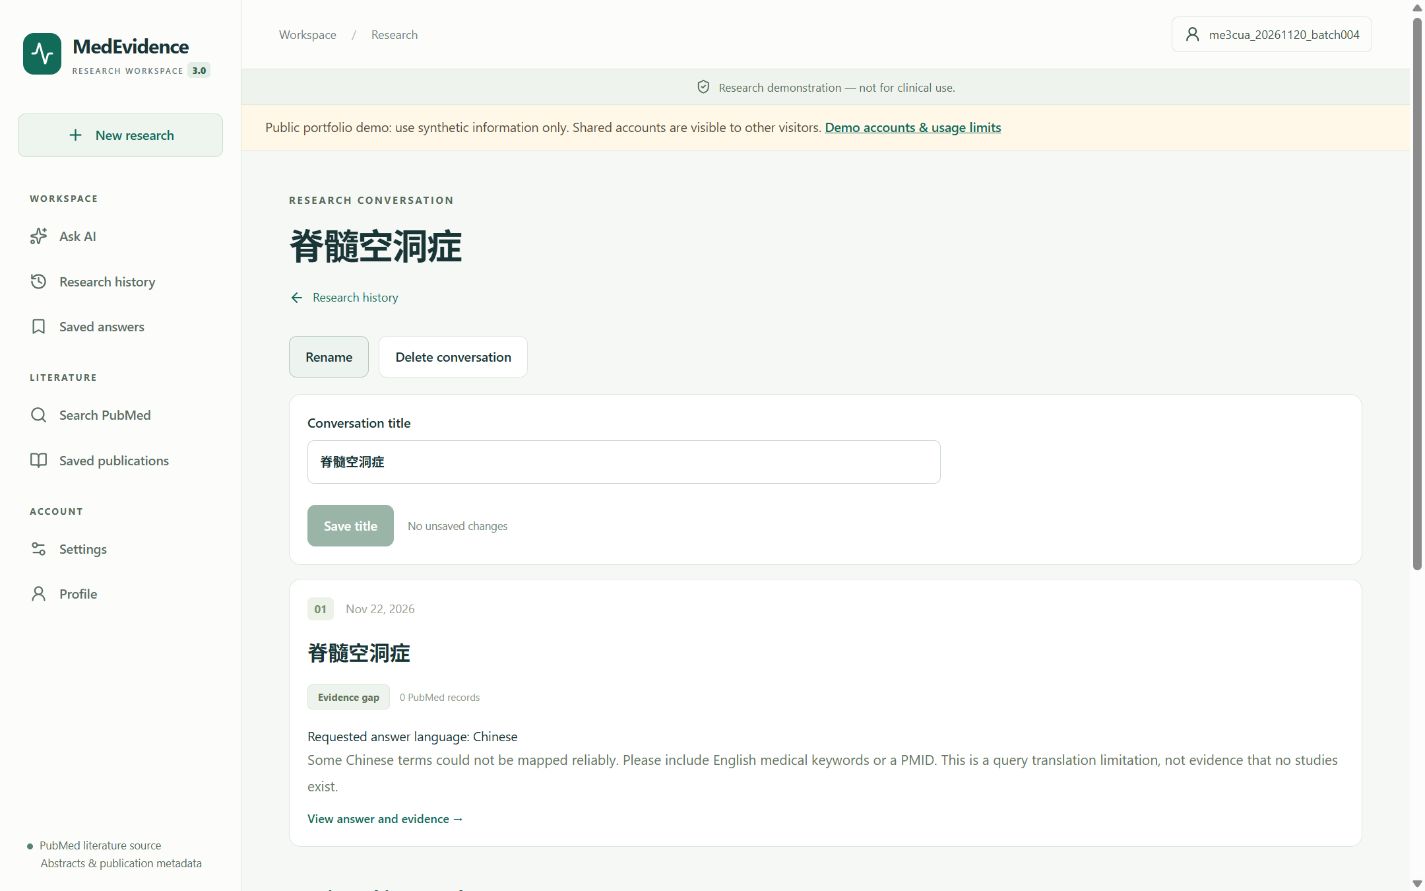 MedEvidence
RESEARCH WORKSPACE 3.0
New research
WORKSPACE
Ask AI
Research history
Saved answers
LITERATURE
Search PubMed
Saved publications
ACCOUNT
Settings
Profile
PubMed literature source
Abstracts & publication metadata
Workspace / Research
me3cua_20261120_batch004
Research demonstration — not for clinical use.
Public portfolio demo: use synthetic information only. Shared accounts are visible to other visitors. Demo accounts & usage limits
RESEARCH CONVERSATION
脊髓空洞症
← Research history
Rename
Delete conversation
Conversation title
脊髓空洞症
Save title
No unsaved changes
01 Nov 22, 2026
脊髓空洞症
Evidence gap
0 PubMed records
Requested answer language: Chinese
Some Chinese terms could not be mapped reliably. Please include English medical keywords or a PMID. This is a query translation limitation, not evidence that no studies
exist.
View answer and evidence →